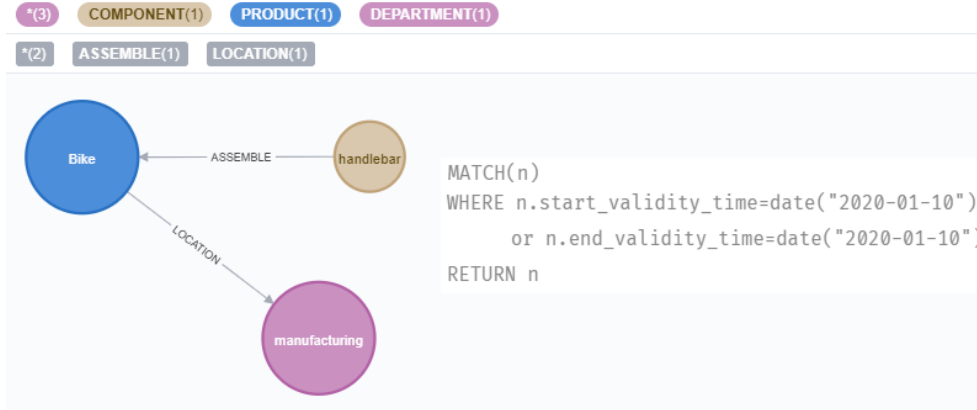 *(3) COMPONENT(1) PRODUCT(1) DEPARTMENT(1)
*(2) ASSEMBLE(1) LOCATION(1)
Bike
ASSEMBLE
handlebar
LOCATION
manufacturing
MATCH(n)
WHERE n.start_validity_time=date("2020-01-10")
or n.end_validity_time=date("2020-01-10")
RETURN n